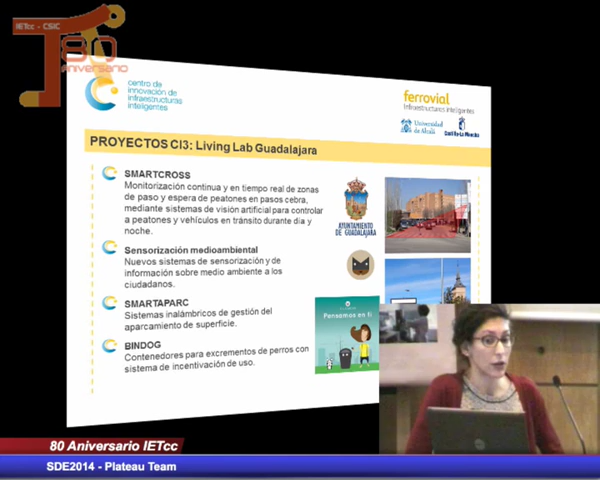 IETcc - CSIC
80
ANIVERSARIO
centro de
innovación de
infraestructuras
inteligentes
ferrovial
infraestructuras inteligentes
Universidad
de Alcalá
Castilla-La Mancha
PROYECTOS CI3: Living Lab Guadalajara
SMARTCROSS
Monitorización continua y en tiempo real de zonas
de paso y espera de peatones en pasos cebra,
mediante sistemas de visión artificial para controlar
a peatones y vehículos en tránsito durante día y
noche.
AYUNTAMIENTO
DE GUADALAJARA
Sensorización medioambiental
Nuevos sistemas de sensorización y de
información sobre medio ambiente a los
ciudadanos.
SMARTAPARC
Sistemas inalámbricos de gestión del
aparcamiento de superficie.
Pensamos en ti
BINDOG
Contenedores para excrementos de perros con
sistema de incentivación de uso.
80 Aniversario IETcc
SDE2014 - Plateau Team